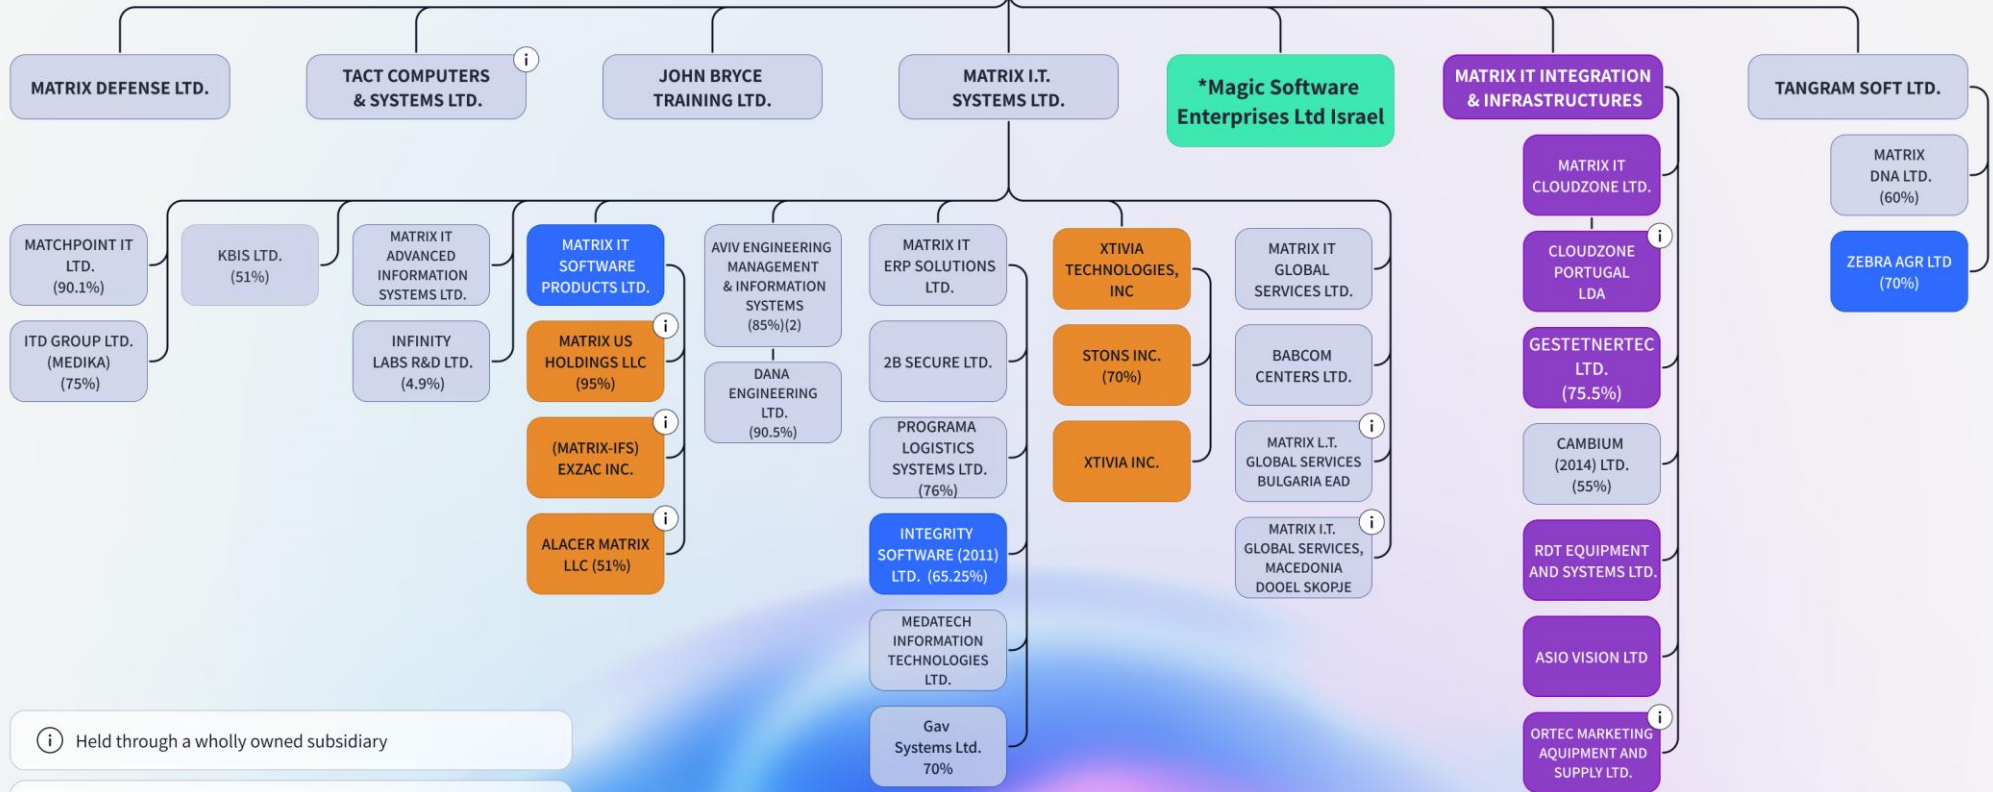 MATRIX DEFENSE LTD.
TACT COMPUTERS
& SYSTEMS LTD.
i
JOHN BRYCE
TRAINING LTD.
MATRIX I.T.
SYSTEMS LTD.
*Magic Software
Enterprises Ltd Israel
MATRIX IT INTEGRATION
& INFRASTRUCTURES
TANGRAM SOFT LTD.
MATCHPOINT IT
LTD.
(90.1%)
ITD GROUP LTD.
(MEDIKA)
(75%)
KBIS LTD.
(51%)
MATRIX IT
ADVANCED
INFORMATION
SYSTEMS LTD.
INFINITY
LABS R&D LTD.
(4.9%)
MATRIX IT
SOFTWARE
PRODUCTS LTD.
i
MATRIX US
HOLDINGS LLC
(95%)
i
(MATRIX-IFS)
EXZAC INC.
i
ALACER MATRIX
LLC (51%)
AVIV ENGINEERING
MANAGEMENT
& INFORMATION
SYSTEMS
(85%)(2)
DANA
ENGINEERING
LTD.
(90.5%)
MATRIX IT
ERP SOLUTIONS
LTD.
2B SECURE LTD.
PROGRAMA
LOGISTICS
SYSTEMS LTD.
(76%)
INTEGRITY
SOFTWARE (2011)
LTD. (65.25%)
MEDATECH
INFORMATION
TECHNOLOGIES
LTD.
Gav
Systems Ltd.
70%
XTIVIA
TECHNOLOGIES,
INC
STONS INC.
(70%)
XTIVIA INC.
MATRIX IT
GLOBAL
SERVICES LTD.
BABCOM
CENTERS LTD.
i
MATRIX L.T.
GLOBAL SERVICES
BULGARIA EAD
i
MATRIX I.T.
GLOBAL SERVICES,
MACEDONIA
DOOEL SKOPJE
MATRIX IT
CLOUDZONE LTD.
i
CLOUDZONE
PORTUGAL
LDA
GESTETNERTEC
LTD.
(75.5%)
CAMBIUM
(2014) LTD.
(55%)
RDT EQUIPMENT
AND SYSTEMS LTD.
ASIO VISION LTD
i
ORTEC MARKETING
AQUIPMENT AND
SUPPLY LTD.
MATRIX
DNA LTD.
(60%)
ZEBRA AGR LTD
(70%)
i Held through a wholly owned subsidiary